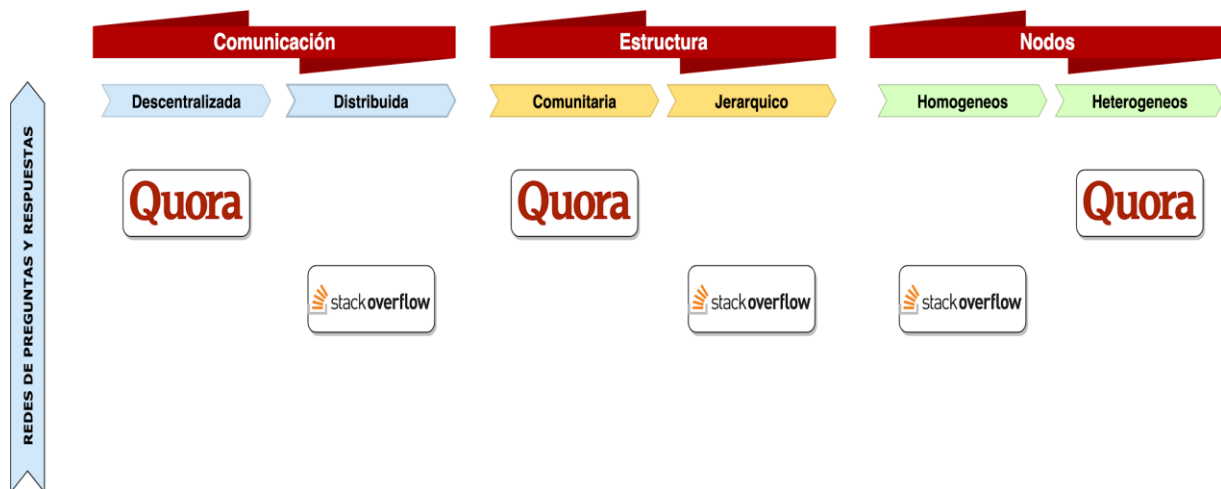 Comunicación
Estructura
Nodos
Descentralizada
Distribuida
Comunitaria
Jerarquico
Homogeneos
Heterogeneos
REDES DE PREGUNTAS Y RESPUESTAS
Quora
Quora
Quora
stackoverflow
stackoverflow
stackoverflow